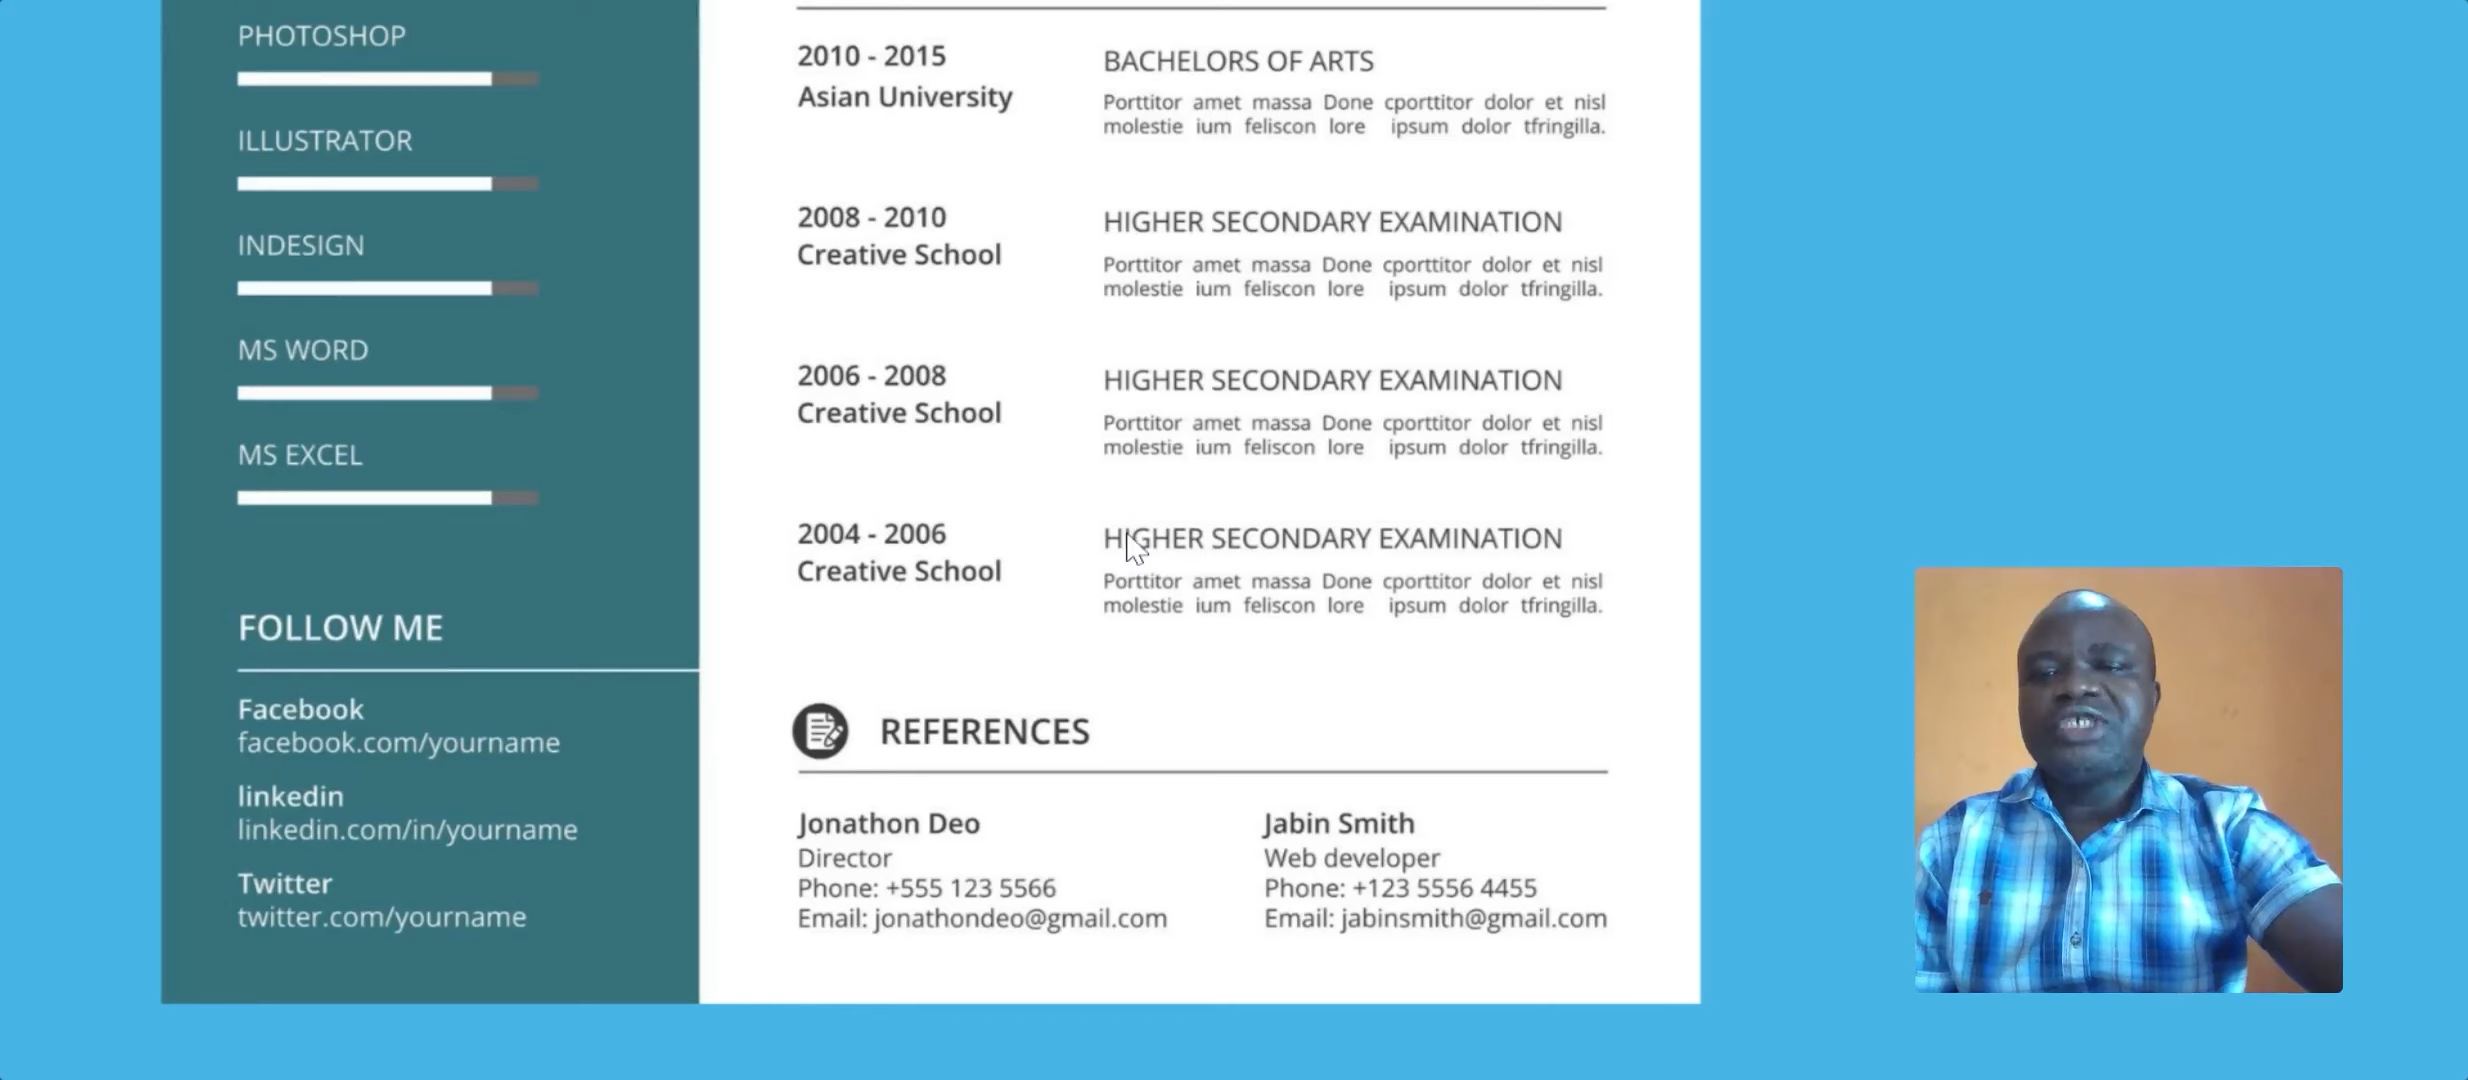 PHOTOSHOP
ILLUSTRATOR
INDESIGN
MS WORD
MS EXCEL
FOLLOW ME
Facebook
facebook.com/yourname
linkedin
linkedin.com/in/yourname
Twitter
twitter.com/yourname
2010 - 2015
Asian University
BACHELORS OF ARTS
Porttitor amet massa Done cporttitor dolor et nisl
molestie ium feliscon lore ipsum dolor tfringilla.
2008 - 2010
Creative School
HIGHER SECONDARY EXAMINATION
Porttitor amet massa Done cporttitor dolor et nisl
molestie ium feliscon lore ipsum dolor tfringilla.
2006 - 2008
Creative School
HIGHER SECONDARY EXAMINATION
Porttitor amet massa Done cporttitor dolor et nisl
molestie ium feliscon lore ipsum dolor tfringilla.
2004 - 2006
Creative School
HIGHER SECONDARY EXAMINATION
Porttitor amet massa Done cporttitor dolor et nisl
molestie ium feliscon lore ipsum dolor tfringilla.
REFERENCES
Jonathon Deo
Director
Phone: +555 123 5566
Email: jonathondeo@gmail.com
Jabin Smith
Web developer
Phone: +123 5556 4455
Email: jabinsmith@gmail.com